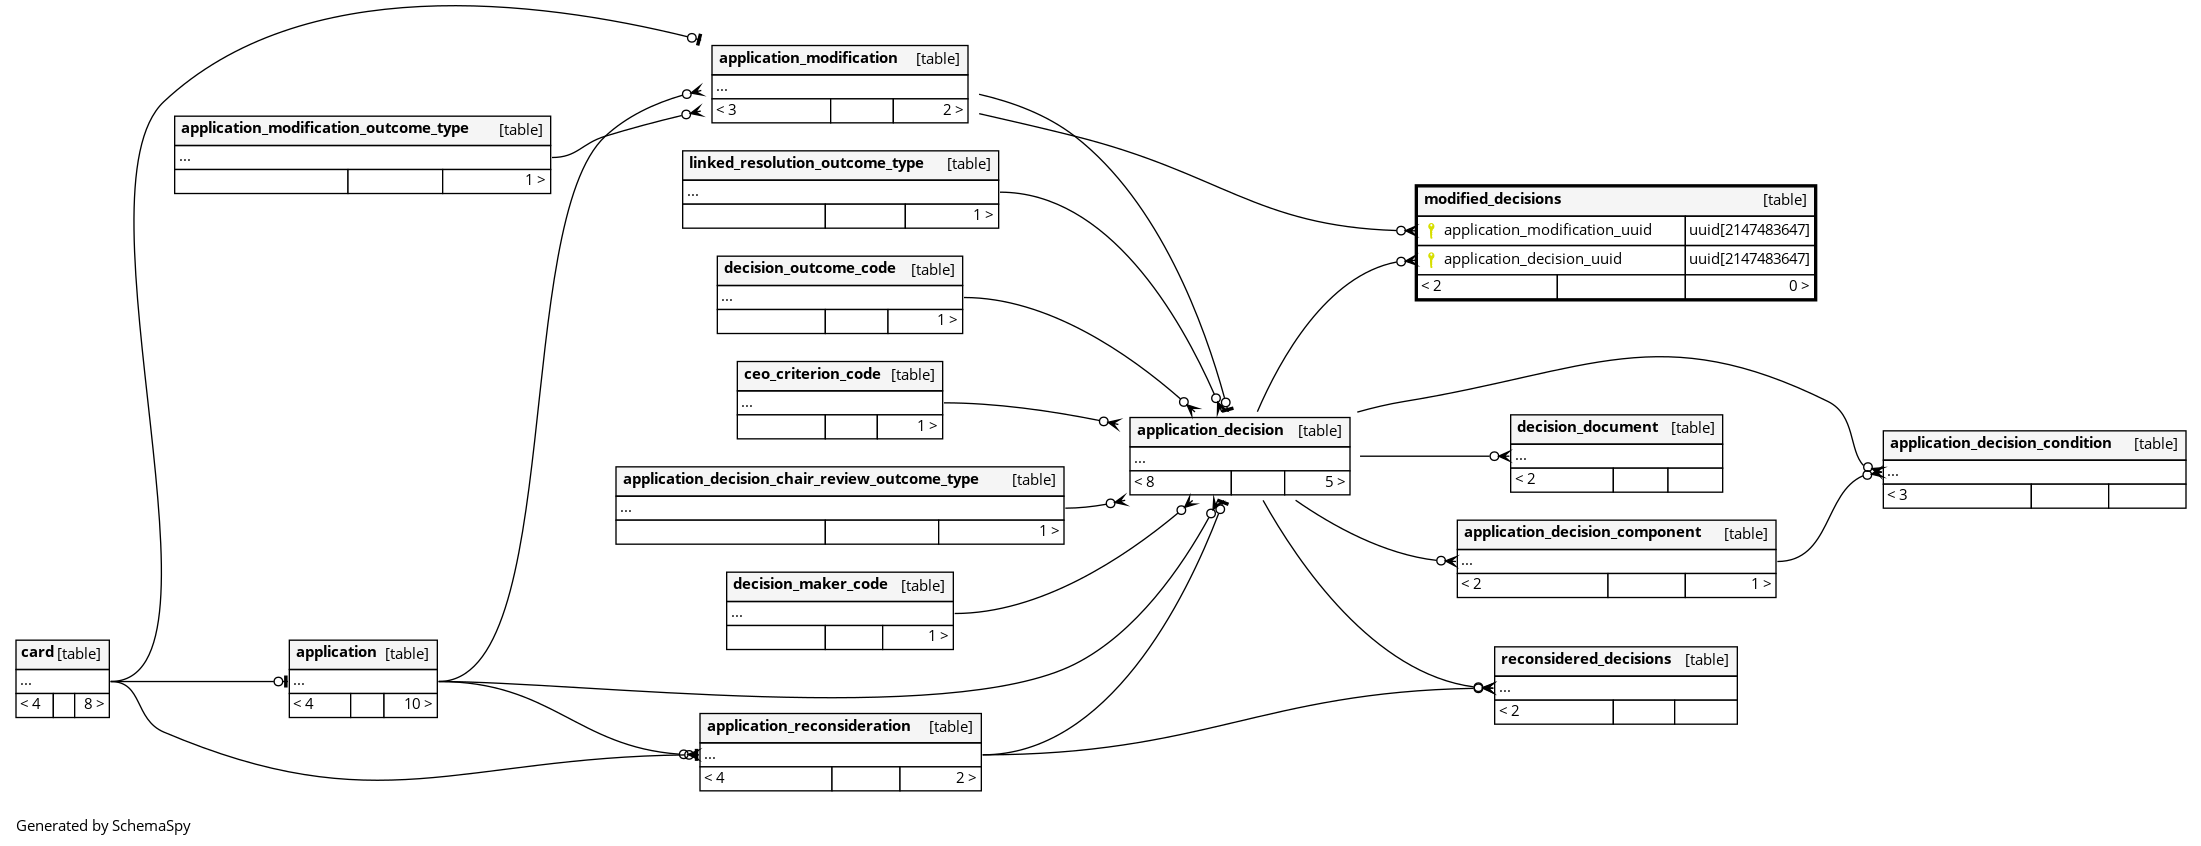 application_modification [table]
...
< 3 2 >
application_modification_outcome_type [table]
...
1 >
linked_resolution_outcome_type [table]
...
1 >
modified_decisions [table]
application_modification_uuid uuid[2147483647]
application_decision_uuid uuid[2147483647]
< 2 0 >
decision_outcome_code [table]
...
1 >
ceo_criterion_code [table]
...
1 >
application_decision [table]
...
< 8 5 >
decision_document [table]
...
< 2
application_decision_condition [table]
...
< 3
application_decision_chair_review_outcome_type [table]
...
1 >
application_decision_component [table]
...
< 2 1 >
decision_maker_code [table]
...
1 >
card [table]
...
< 4 8 >
application [table]
...
< 4 10 >
reconsidered_decisions [table]
...
< 2
application_reconsideration [table]
...
< 4 2 >
Generated by SchemaSpy